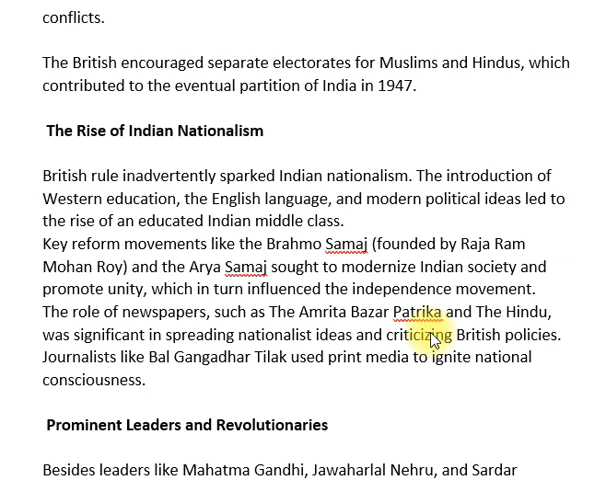 conflicts.
The British encouraged separate electorates for Muslims and Hindus, which
contributed to the eventual partition of India in 1947.
The Rise of Indian Nationalism
British rule inadvertently sparked Indian nationalism. The introduction of
Western education, the English language, and modern political ideas led to
the rise of an educated Indian middle class.
Key reform movements like the Brahmo Samaj (founded by Raja Ram
Mohan Roy) and the Arya Samaj sought to modernize Indian society and
promote unity, which in turn influenced the independence movement.
The role of newspapers, such as The Amrita Bazar Patrika and The Hindu,
was significant in spreading nationalist ideas and criticizing British policies.
Journalists like Bal Gangadhar Tilak used print media to ignite national
consciousness.
Prominent Leaders and Revolutionaries
Besides leaders like Mahatma Gandhi, Jawaharlal Nehru, and Sardar